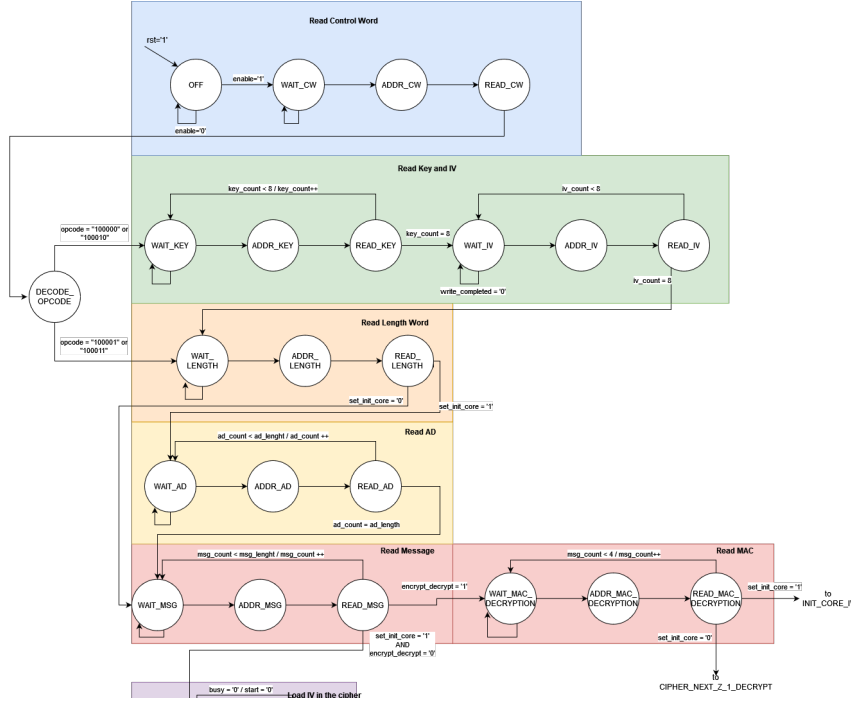 Read Control Word
rst='1'
OFF
enable='1'
WAIT_CW
ADDR_CW
READ_CW
enable='0'
Read Key and IV
key_count < 8 / key_count++
iv_count < 8
opcode = "100000" or
"100010"
WAIT_KEY
ADDR_KEY
READ_KEY
key_count = 8
WAIT_IV
ADDR_IV
READ_IV
write_completed = '0'
iv_count = 8
DECODE_
OPCODE
Read Length Word
opcode = "100001" or
"100011"
WAIT_
LENGTH
ADDR_
LENGTH
READ_
LENGTH
set_init_core = '0'
set_init_core = '1'
Read AD
ad_count < ad_lenght / ad_count ++
WAIT_AD
ADDR_AD
READ_AD
ad_count = ad_length
Read Message
msg_count < msg_lenght / msg_count ++
WAIT_MSG
ADDR_MSG
READ_MSG
encrypt_decrypt = '1'
set_init_core = '1'
AND
encrypt_decrypt = '0'
Read MAC
msg_count < 4 / msg_count++
WAIT_MAC_
DECRYPTION
ADDR_MAC_
DECRYPTION
READ_MAC_
DECRYPTION
set_init_core = '1'
to
INIT_CORE_I
set_init_core = '0'
to
CIPHER_NEXT_Z_1_DECRYPT
busy = '0' / start = '0'
Load IV in the cipher